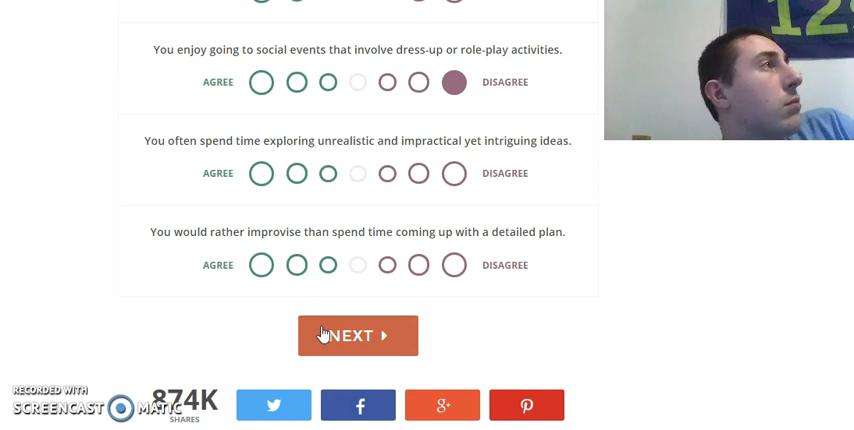 You enjoy going to social events that involve dress-up or role-play activities.
AGREE DISAGREE
You often spend time exploring unrealistic and impractical yet intriguing ideas.
AGREE DISAGREE
You would rather improvise than spend time coming up with a detailed plan.
AGREE DISAGREE
NEXT
RECORDED WITH
SCREENCAST MATIC
874K
SHARES
g+
12